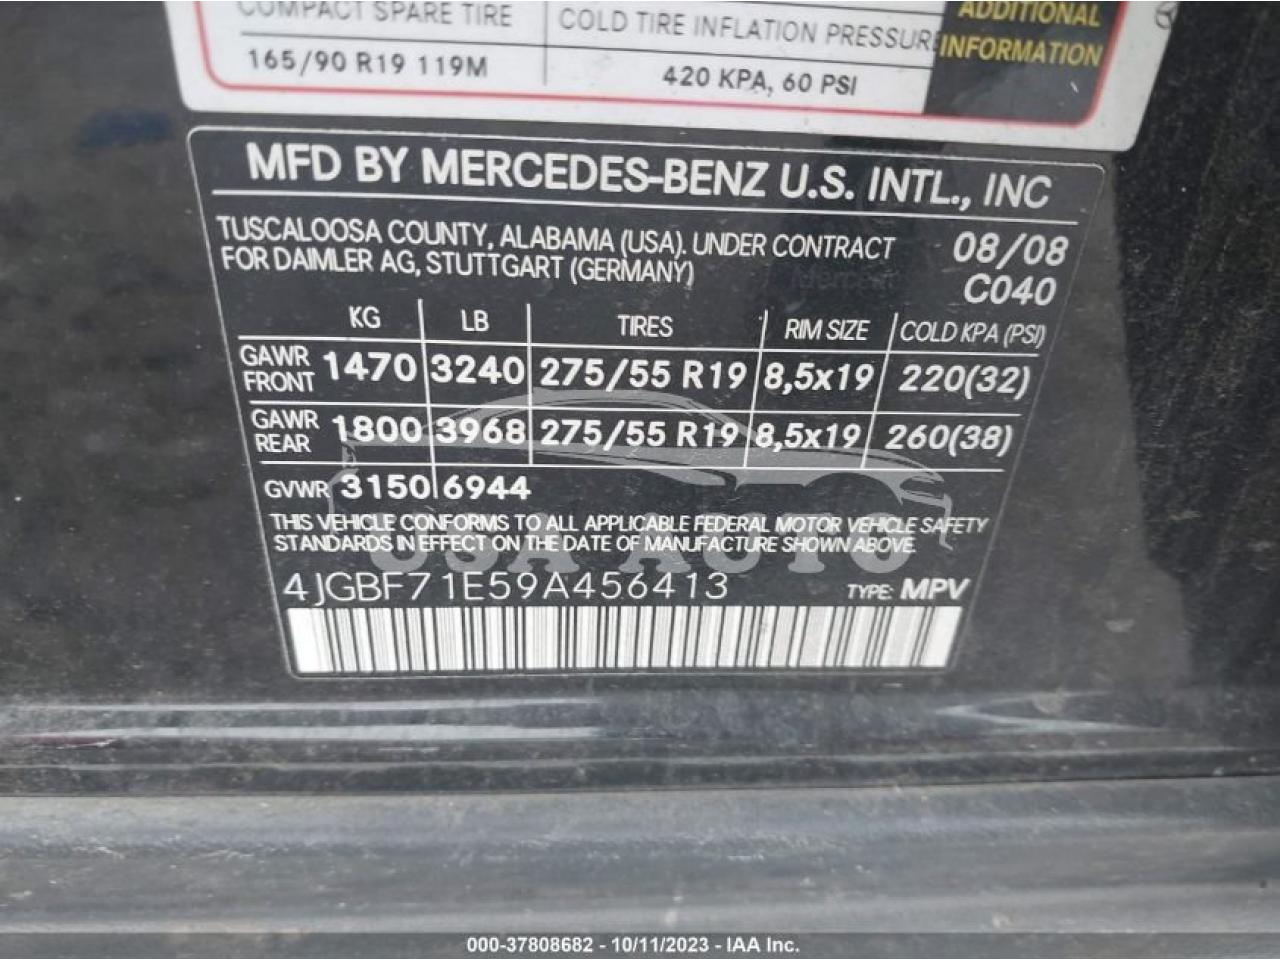 COMPACT SPARE TIRE COLD TIRE INFLATION PRESSURE ADDITIONAL
165/90 R19 119M 420 KPA, 60 PSI INFORMATION
MFD BY MERCEDES-BENZ U.S. INTL., INC
TUSCALOOSA COUNTY, ALABAMA (USA). UNDER CONTRACT 08/08
FOR DAIMLER AG, STUTTGART (GERMANY) C040
KG LB TIRES RIM SIZE COLD KPA (PSI)
GAWR FRONT 1470 3240 275/55 R19 8,5x19 220(32)
GAWR REAR 1800 3968 275/55 R19 8,5x19 260(38)
GVWR 3150 6944
THIS VEHICLE CONFORMS TO ALL APPLICABLE FEDERAL MOTOR VEHICLE SAFETY
STANDARDS IN EFFECT ON THE DATE OF MANUFACTURE SHOWN ABOVE.
USA AUTO
4JGBF71E59A456413 TYPE: MPV
000-37808682 - 10/11/2023 - IAA Inc.